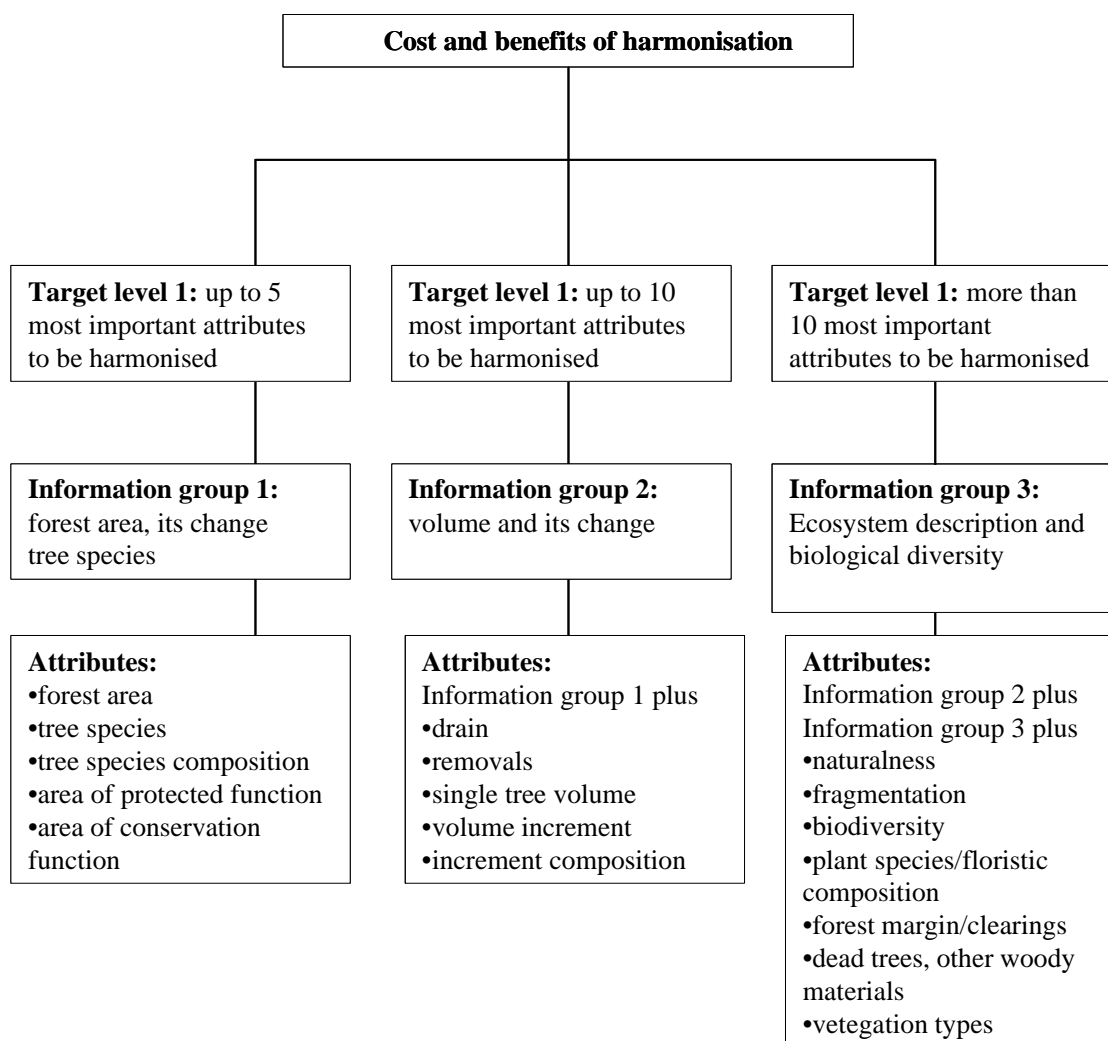 Cost and benefits of harmonisation
Target level 1: up to 5
most important attributes
to be harmonised
Target level 1: up to 10
most important attributes
to be harmonised
Target level 1: more than
10 most important
attributes to be harmonised
Information group 1:
forest area, its change
tree species
Information group 2:
volume and its change
Information group 3:
Ecosystem description and
biological diversity
Attributes:
•forest area
•tree species
•tree species composition
•area of protected function
•area of conservation
function
Attributes:
Information group 1 plus
•drain
•removals
•single tree volume
•volume increment
•increment composition
Attributes:
Information group 2 plus
Information group 3 plus
•naturalness
•fragmentation
•biodiversity
•plant species/floristic
composition
•forest margin/clearings
•dead trees, other woody
materials
•vetegation types